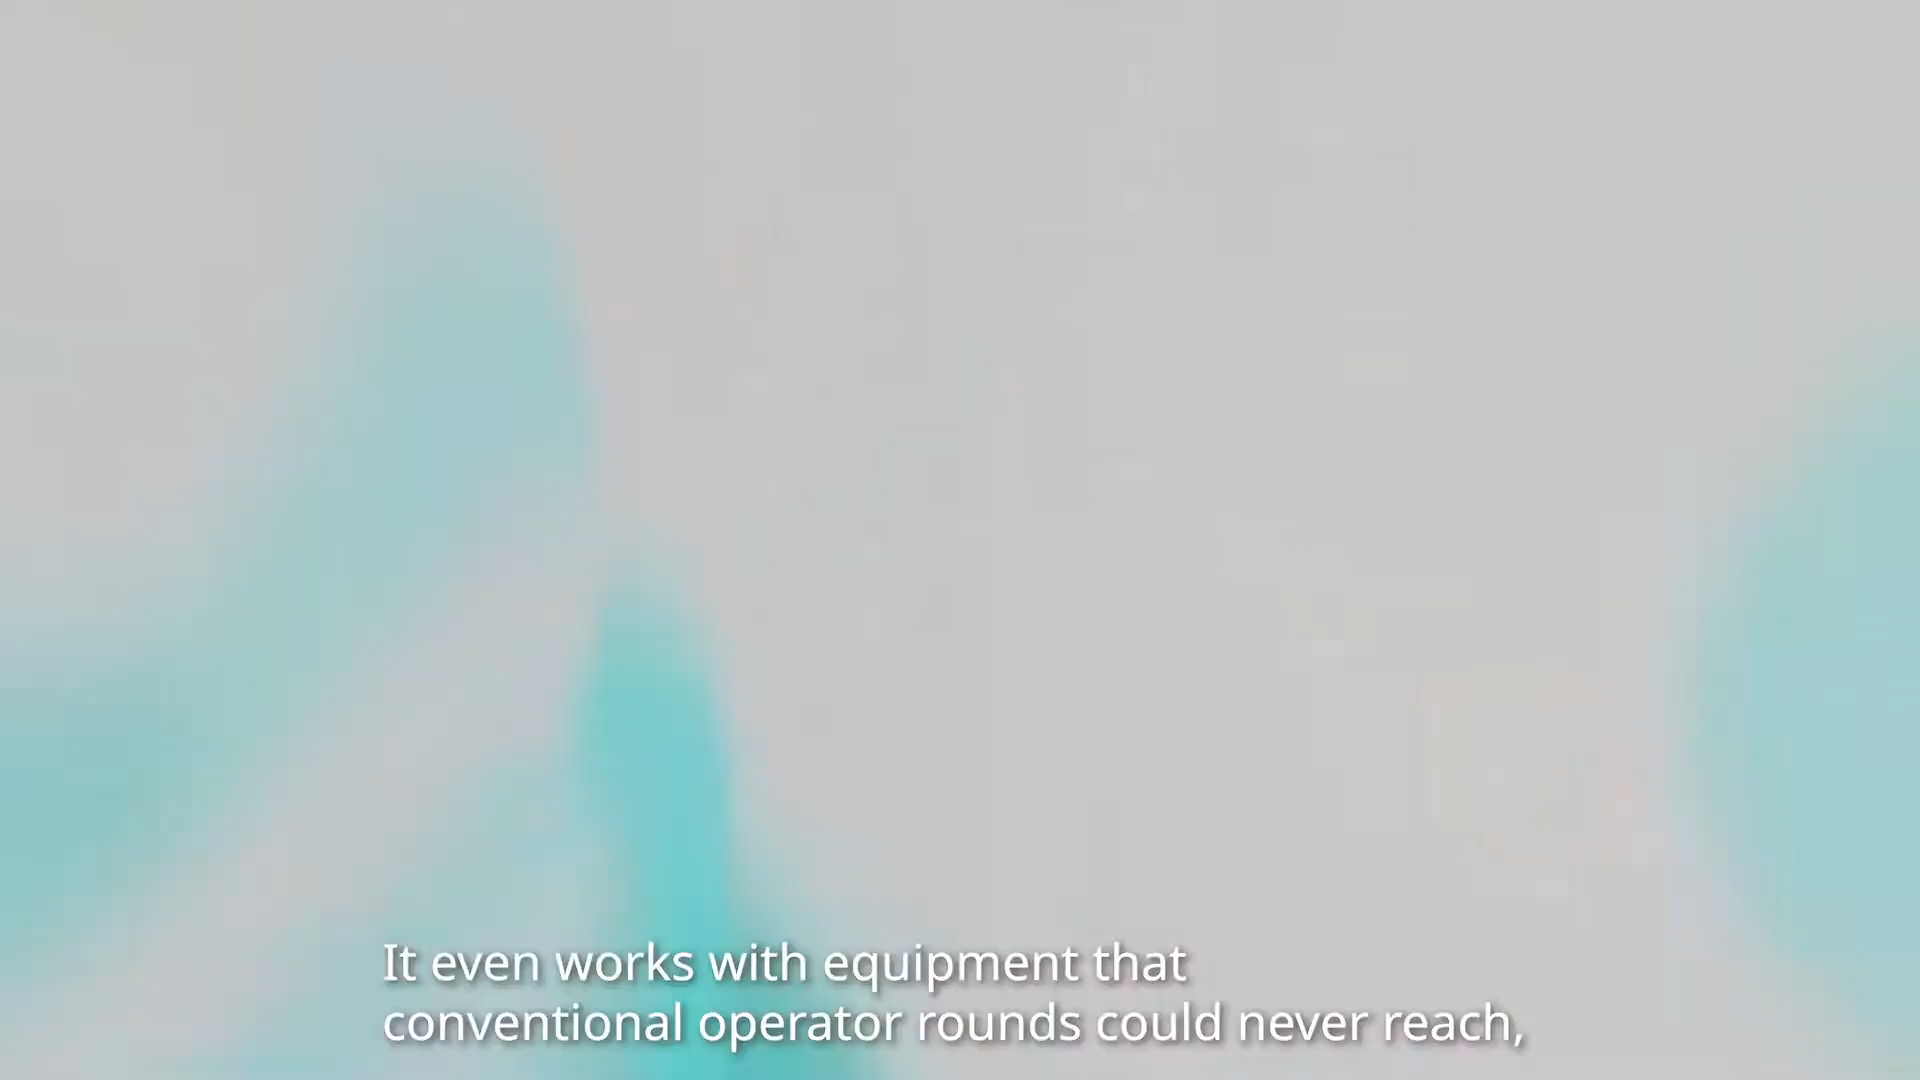 It even works with equipment that
conventional operator rounds could never reach,